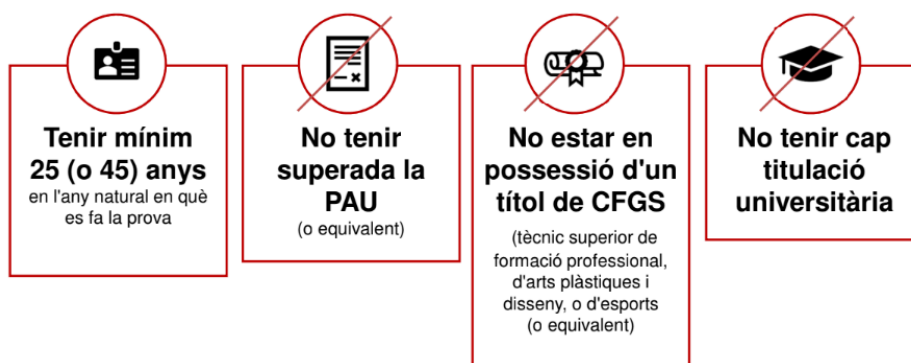 Tenir mínim
25 (o 45) anys
en l'any natural en què
es fa la prova
No tenir
superada la
PAU
(o equivalent)
No estar en
possessió d'un
títol de CFGS
(tècnic superior de
formació professional,
d'arts plàstiques i
disseny, o d'esports
(o equivalent)
No tenir cap
titulació
universitària